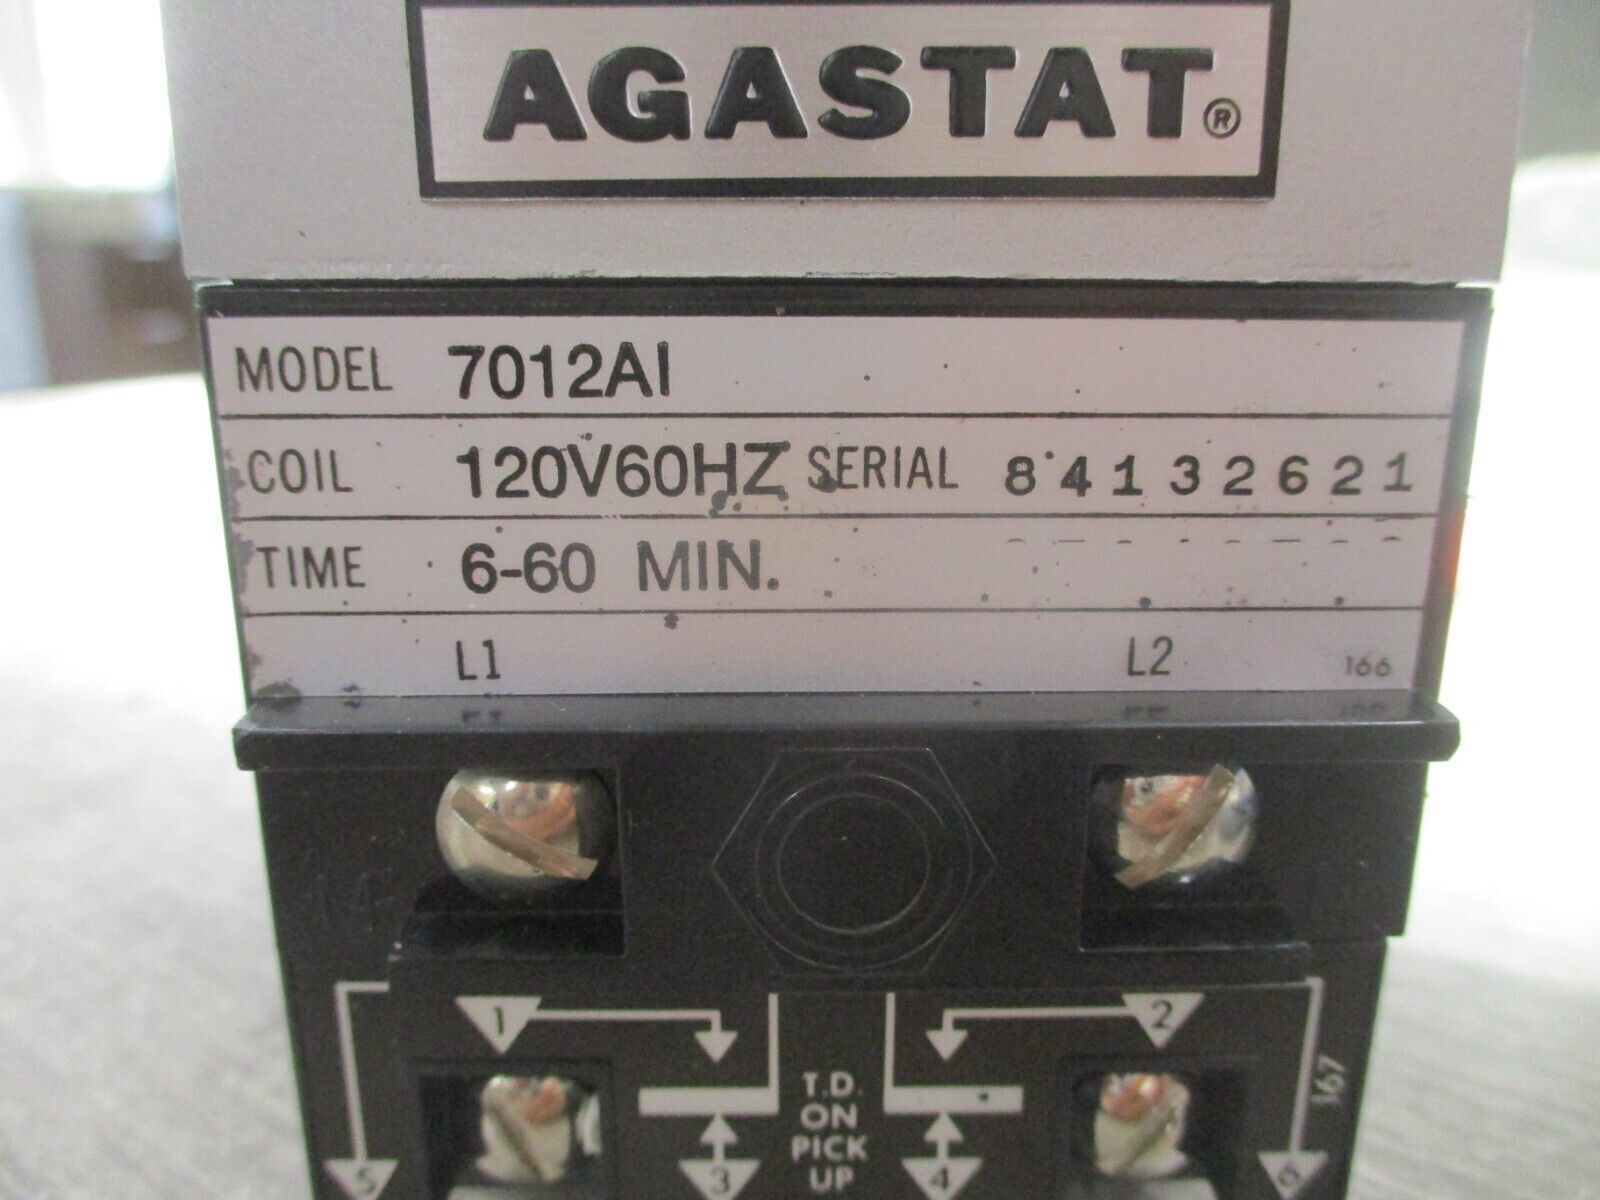 AGASTAT®
MODEL 7012AI
COIL 120V60HZ SERIAL 84132621
TIME 6-60 MIN.
L1 L2 166
1 2
T.D.
ON
PICK
UP
167
5 3 4 6